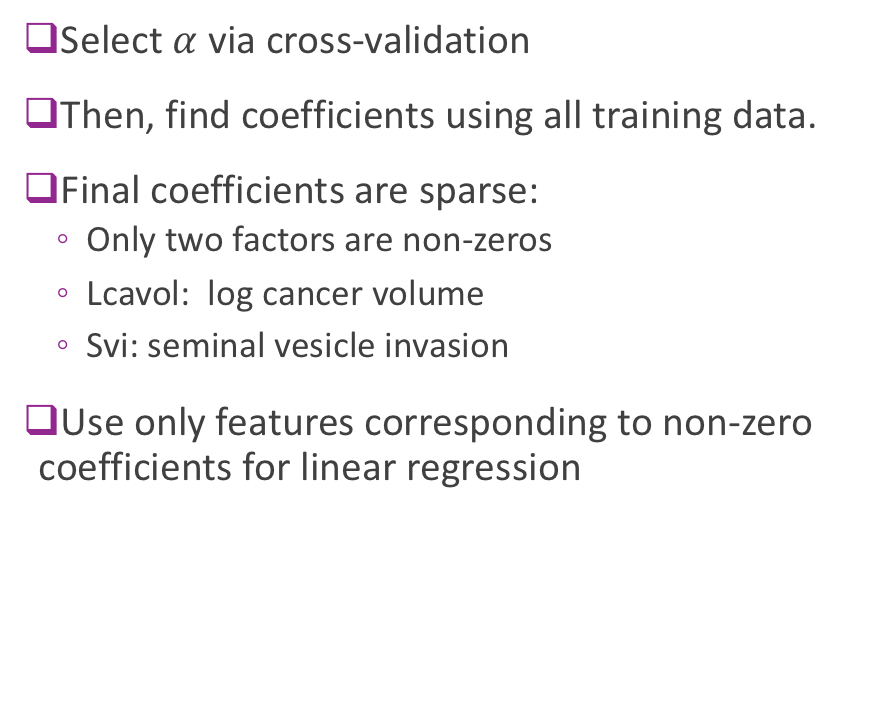 ❑Select 𝛼 via cross-validation
❑Then, find coefficients using all training data.
❑Final coefficients are sparse:
◦ Only two factors are non-zeros
◦ Lcavol:  log cancer volume
◦ Svi: seminal vesicle invasion
❑Use only features corresponding to non-zero
coefficients for linear regression